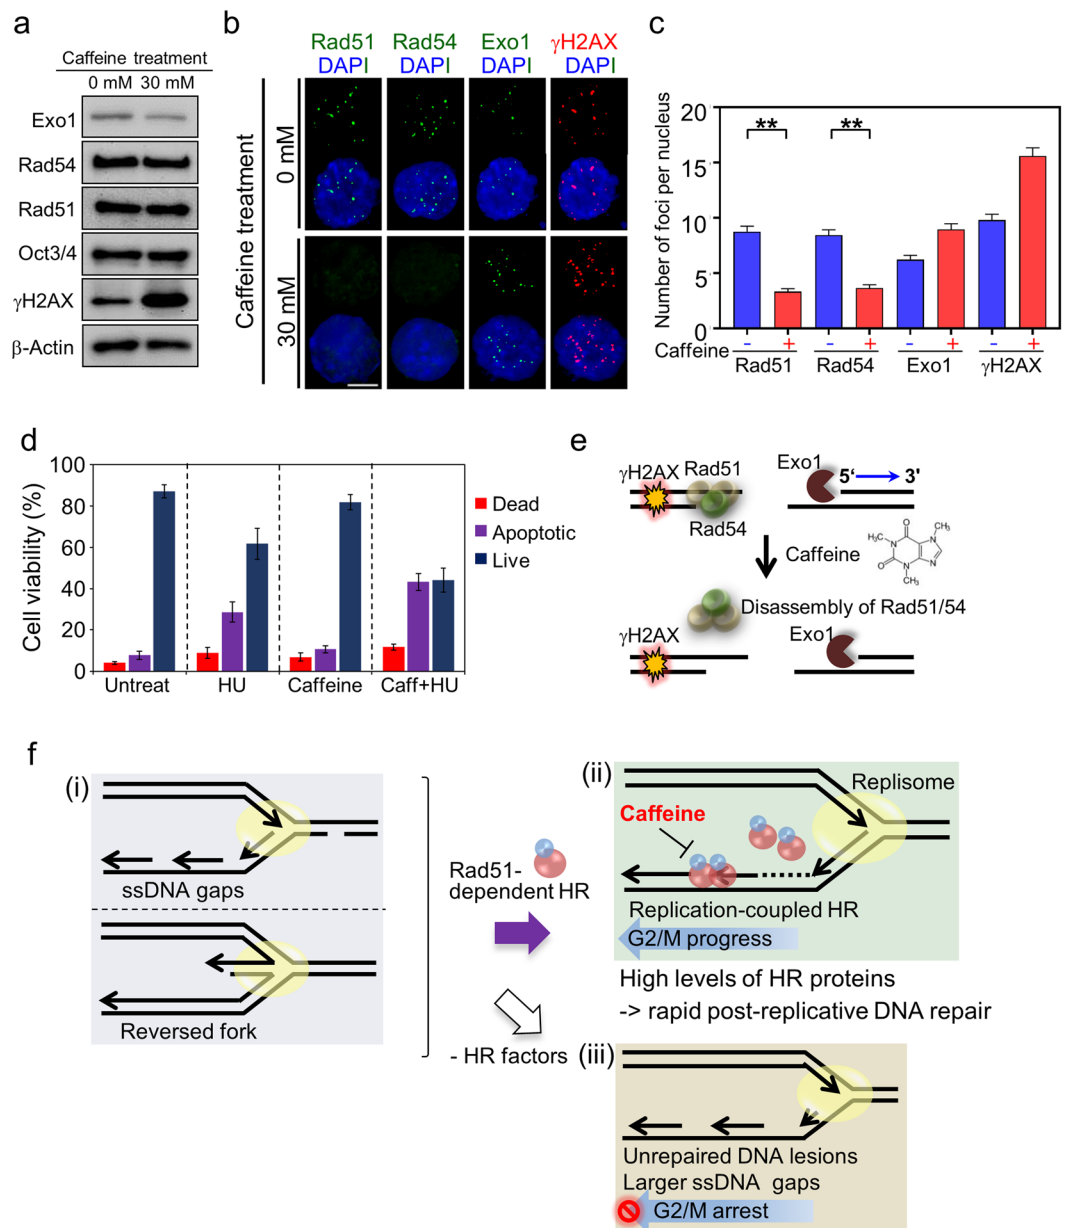 a
Caffeine treatment
0 mM 30 mM
Exo1
Rad54
Rad51
Oct3/4
γH2AX
β-Actin
b
Rad51 Rad54 Exo1 γH2AX
DAPI DAPI DAPI DAPI
Caffeine treatment
0 mM
30 mM
c
Number of foci per nucleus
20
15
10
5
0
** **
Caffeine - + - + - + - +
Rad51 Rad54 Exo1 γH2AX
d
Cell viability (%)
100
80
60
40
20
0
Dead
Apoptotic
Live
Untreat HU Caffeine Caff+HU
e
γH2AX Rad51
Rad54
Exo1
5‘ 3'
Caffeine
H₃C
O
CH₃
N
N
O
N
N
CH₃
Disassembly of Rad51/54
γH2AX
Exo1
f
(i)
ssDNA gaps
Reversed fork
Rad51-
dependent HR
- HR factors
(ii)
Replisome
Caffeine
Replication-coupled HR
G2/M progress
High levels of HR proteins
-> rapid post-replicative DNA repair
(iii)
Unrepaired DNA lesions
Larger ssDNA gaps
G2/M arrest